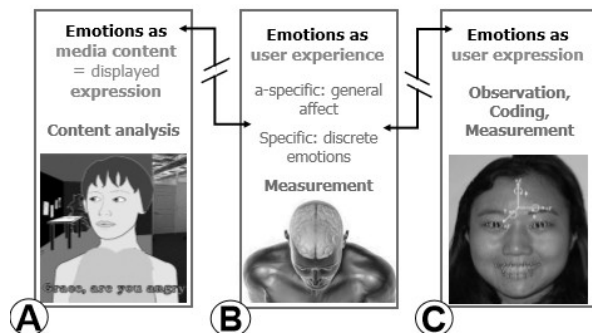 Emotions as
media content
= displayed
expression
Content analysis
Grace, are you angry
A
Emotions as
user experience
a-specific: general
affect
Specific: discrete
emotions
Measurement
B
Emotions as
user expression
Observation,
Coding,
Measurement
C